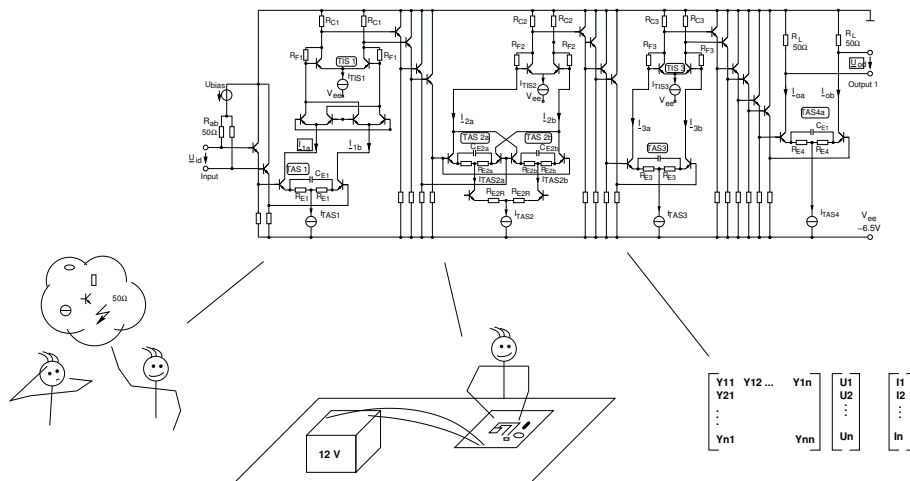 RC1 RC1 RC2 RC2 RC3 RC3
RF1 TIS 1 RF1 RF2 RF2 RF3 TIS 3 RF3
RL 50Ω RL 50Ω
Uod
Output 1
ITIS1 ITIS2 ITIS3
Vee Vee Vee
Ubias
Rab
50Ω
I1a I1b I2a I2b I3a I3b I-oa I-ob
Uid
Input
TAS 1 TAS 2a TAS 2b TAS3 TAS4a
CE1 CE2a CE2b CE1
RE1 RE1 RE2a RE2a RE2b RE2b RE3 RE3 RE4 RE4
ITAS2a ITAS2b
RE2R RE2R
ITAS1 ITAS2 ITAS3 ITAS4
Vee
−6.5V
50Ω
12 V
Y11 Y12 ... Y1n U1 I1
Y21 U2 I2
Yn1 Ynn Un In